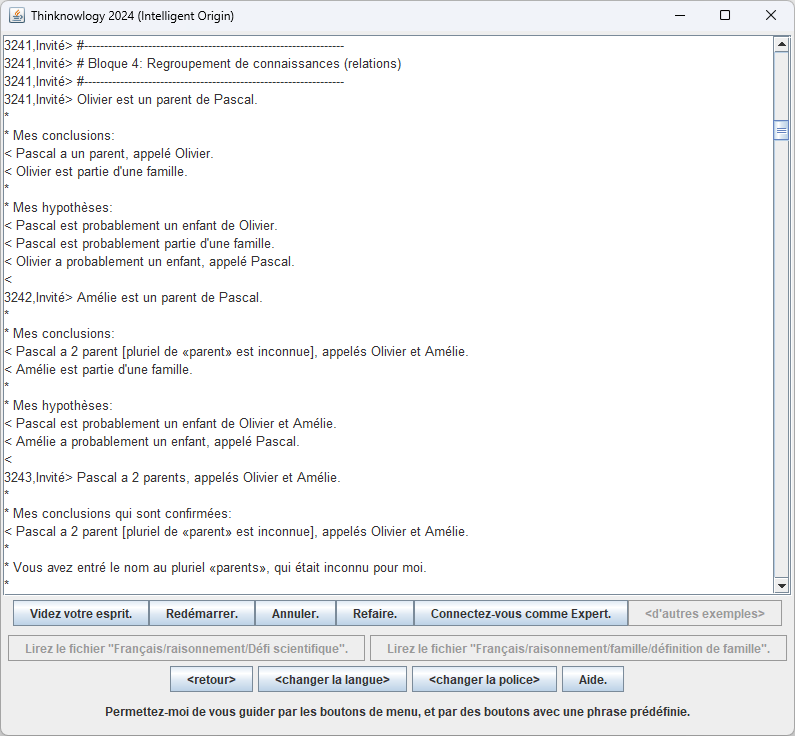 Thinknowlogy 2024 (Intelligent Origin)
3241,Invité> #-----------------------------------------------------------------
3241,Invité> # Bloque 4: Regroupement de connaissances (relations)
3241,Invité> #-----------------------------------------------------------------
3241,Invité> Olivier est un parent de Pascal.
*
* Mes conclusions:
< Pascal a un parent, appelé Olivier.
< Olivier est partie d'une famille.
*
* Mes hypothèses:
< Pascal est probablement un enfant de Olivier.
< Pascal est probablement partie d'une famille.
< Olivier a probablement un enfant, appelé Pascal.
<
3242,Invité> Amélie est un parent de Pascal.
*
* Mes conclusions:
< Pascal a 2 parent [pluriel de «parent» est inconnue], appelés Olivier et Amélie.
< Amélie est partie d'une famille.
*
* Mes hypothèses:
< Pascal est probablement un enfant de Olivier et Amélie.
< Amélie a probablement un enfant, appelé Pascal.
<
3243,Invité> Pascal a 2 parents, appelés Olivier et Amélie.
*
* Mes conclusions qui sont confirmées:
< Pascal a 2 parent [pluriel de «parent» est inconnue], appelés Olivier et Amélie.
*
* Vous avez entré le nom au pluriel «parents», qui était inconnu pour moi.
*
Videz votre esprit. Redémarrer. Annuler. Refaire. Connectez-vous comme Expert. <d'autres exemples>
Lirez le fichier "Français/raisonnement/Défi scientifique". Lirez le fichier "Français/raisonnement/famille/définition de famille".
<retour> <changer la langue> <changer la police> Aide.
Permettez-moi de vous guider par les boutons de menu, et par des boutons avec une phrase prédéfinie.